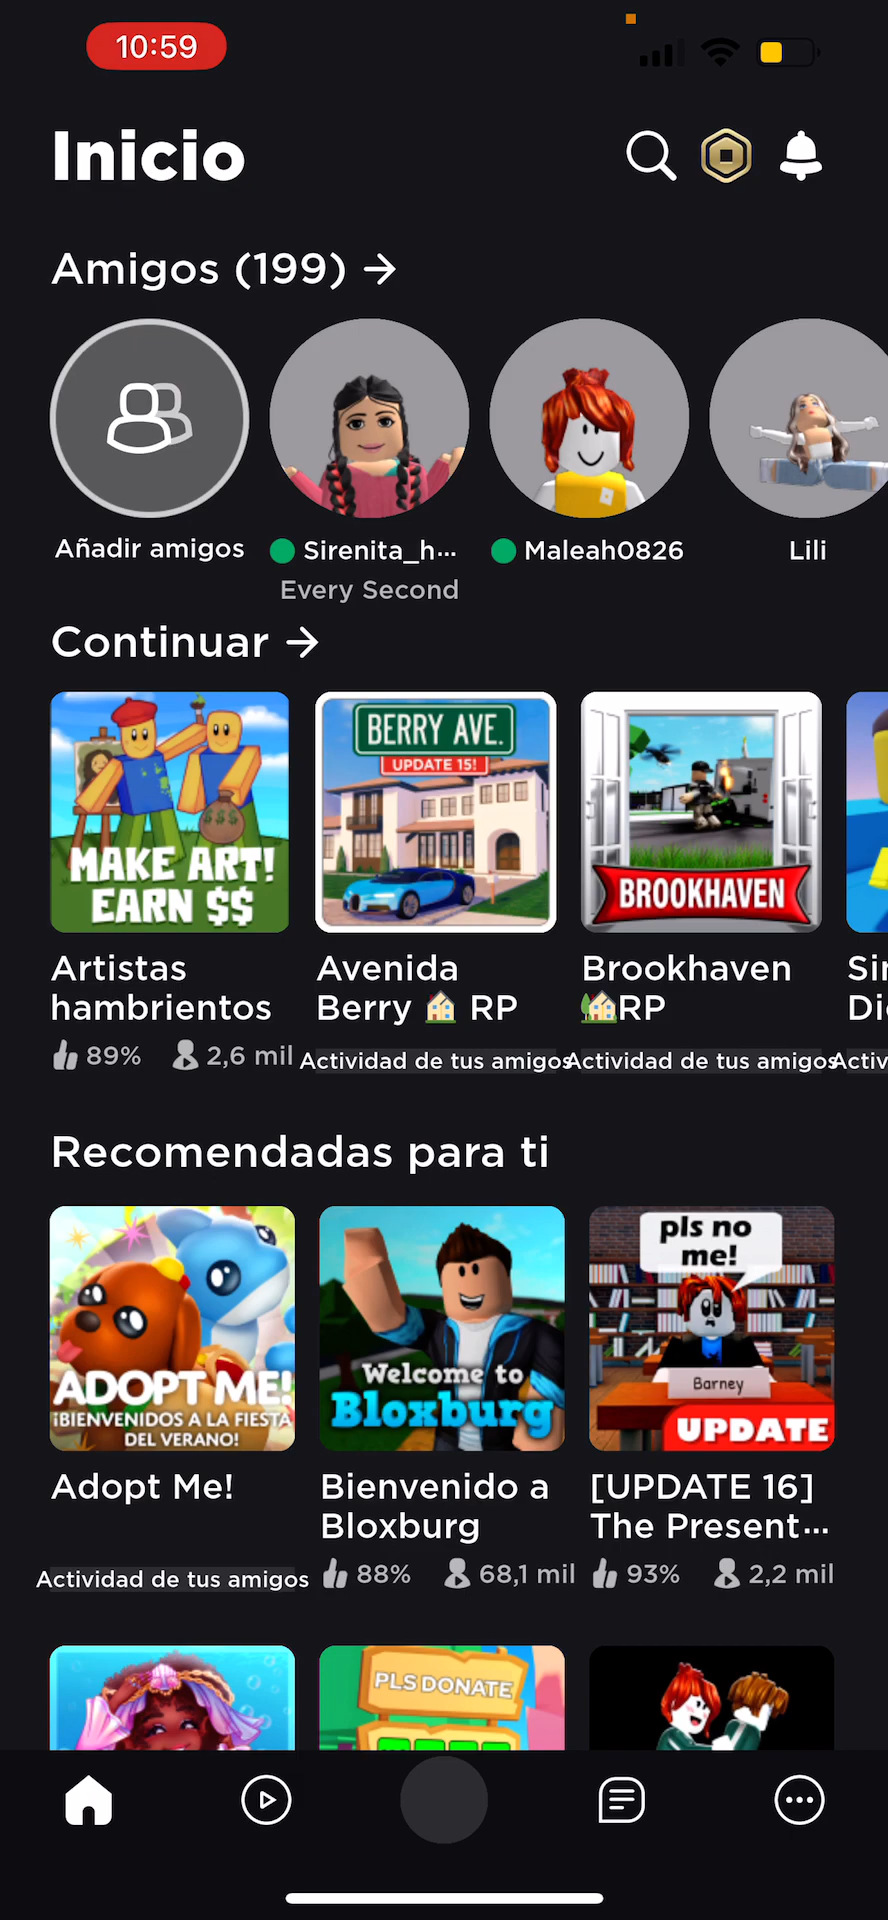 10:59
Inicio
Amigos (199) →
Añadir amigos
Sirenita_h...
Maleah0826
Lili
Every Second
Continuar →
MAKE ART!
EARN $$
$$$
BERRY AVE.
UPDATE 15!
BROOKHAVEN
Artistas
hambrientos
Avenida
Berry 🏠 RP
Brookhaven
🏡RP
89%
2,6 mil
Actividad de tus amigos
Actividad de tus amigos
Recomendadas para ti
ADOPT ME!
¡BIENVENIDOS A LA FIESTA
DEL VERANO!
Welcome to
Bloxburg
pls no
me!
Barney
UPDATE
Adopt Me!
Bienvenido a
Bloxburg
[UPDATE 16]
The Present...
Actividad de tus amigos
88%
68,1 mil
93%
2,2 mil
PLS DONATE